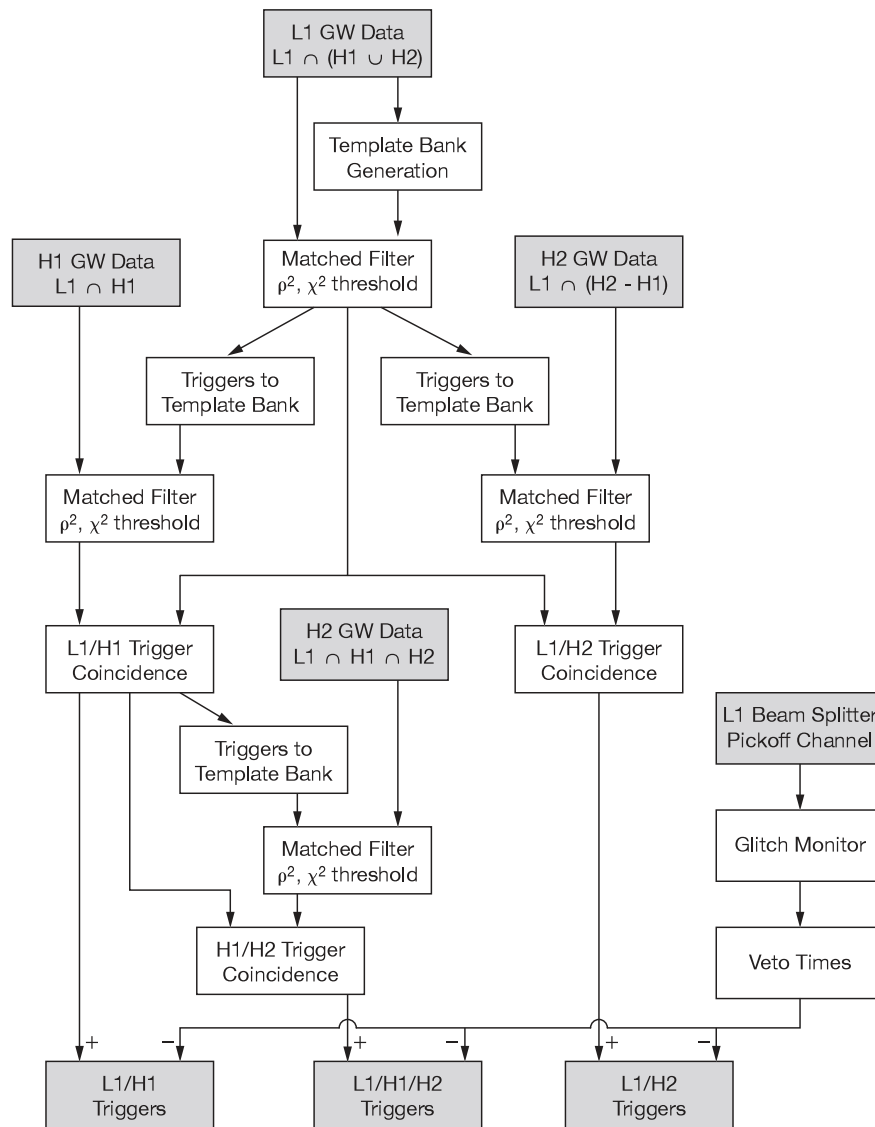 L1 GW Data
L1 ∩ (H1 ∪ H2)
Template Bank
Generation
H1 GW Data
L1 ∩ H1
Matched Filter
ρ², χ² threshold
H2 GW Data
L1 ∩ (H2 - H1)
Triggers to
Template Bank
Triggers to
Template Bank
Matched Filter
ρ², χ² threshold
Matched Filter
ρ², χ² threshold
L1/H1 Trigger
Coincidence
H2 GW Data
L1 ∩ H1 ∩ H2
L1/H2 Trigger
Coincidence
L1 Beam Splitter
Pickoff Channel
Triggers to
Template Bank
Glitch Monitor
Matched Filter
ρ², χ² threshold
H1/H2 Trigger
Coincidence
Veto Times
+ − + − + −
L1/H1
Triggers
L1/H1/H2
Triggers
L1/H2
Triggers